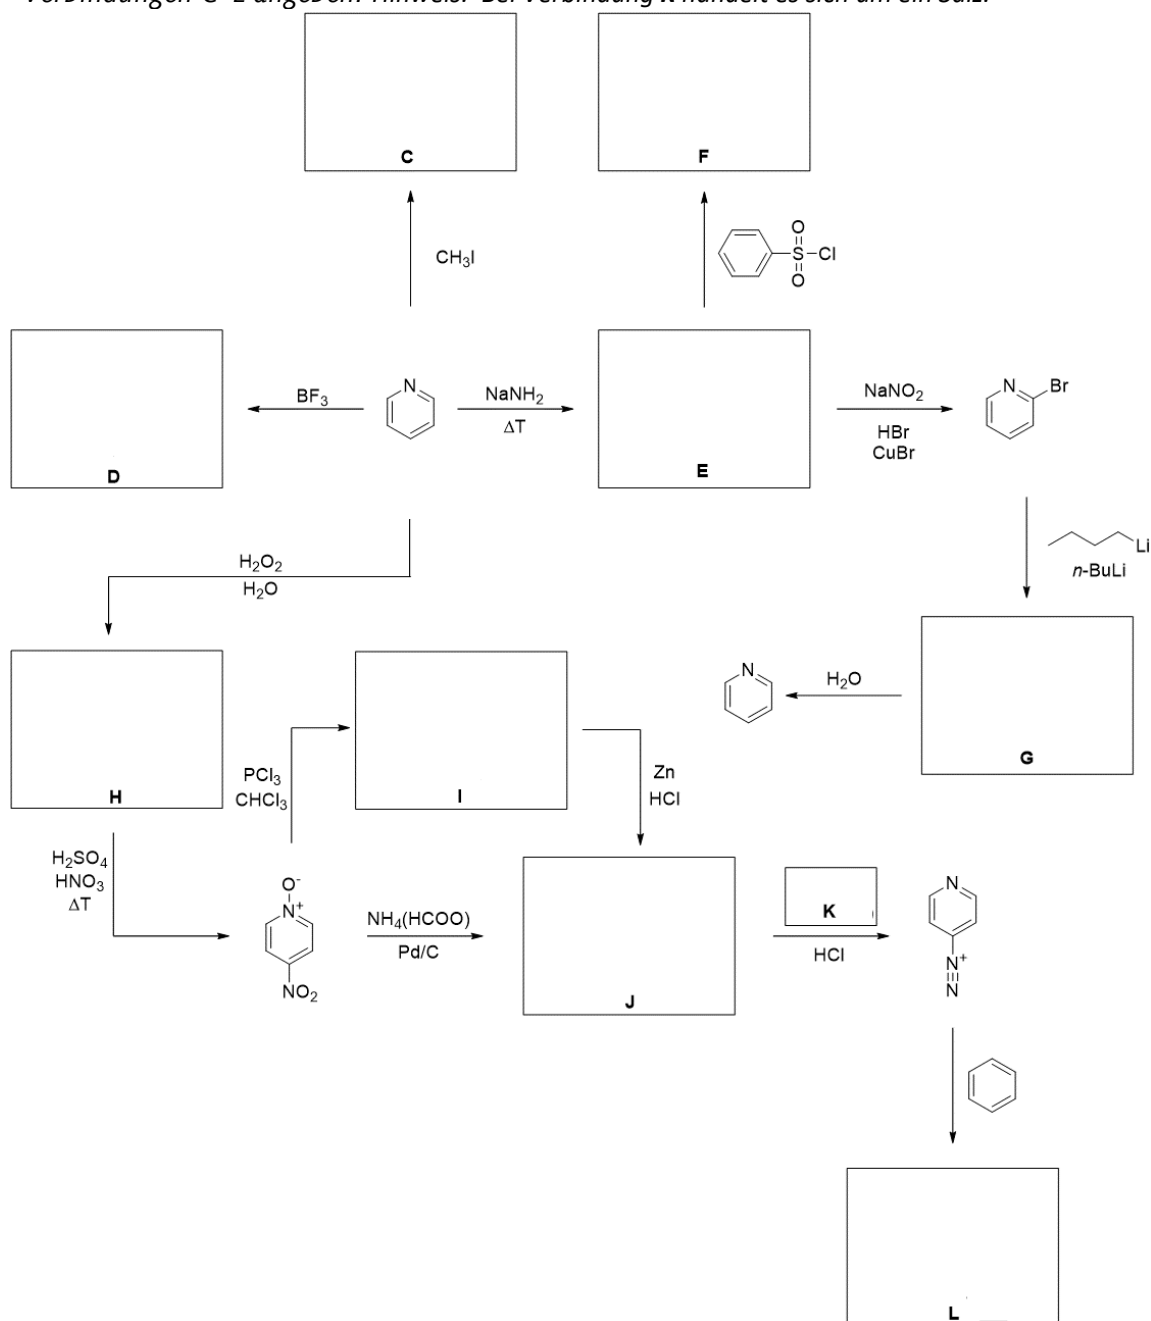 Verbindungen C–L angeben. Hinweis: Bei Verbindung K handelt es sich um ein Salz.
C
F
CH3I
O
S
Cl
O
D
BF3
N
NaNH2
ΔT
E
NaNO2
HBr
CuBr
N
Br
H2O2
H2O
Li
n-BuLi
H
PCl3
CHCl3
I
Zn
HCl
N
H2O
G
H2SO4
HNO3
ΔT
O-
N+
NO2
NH4(HCOO)
Pd/C
J
K
HCl
N
N+
N
L